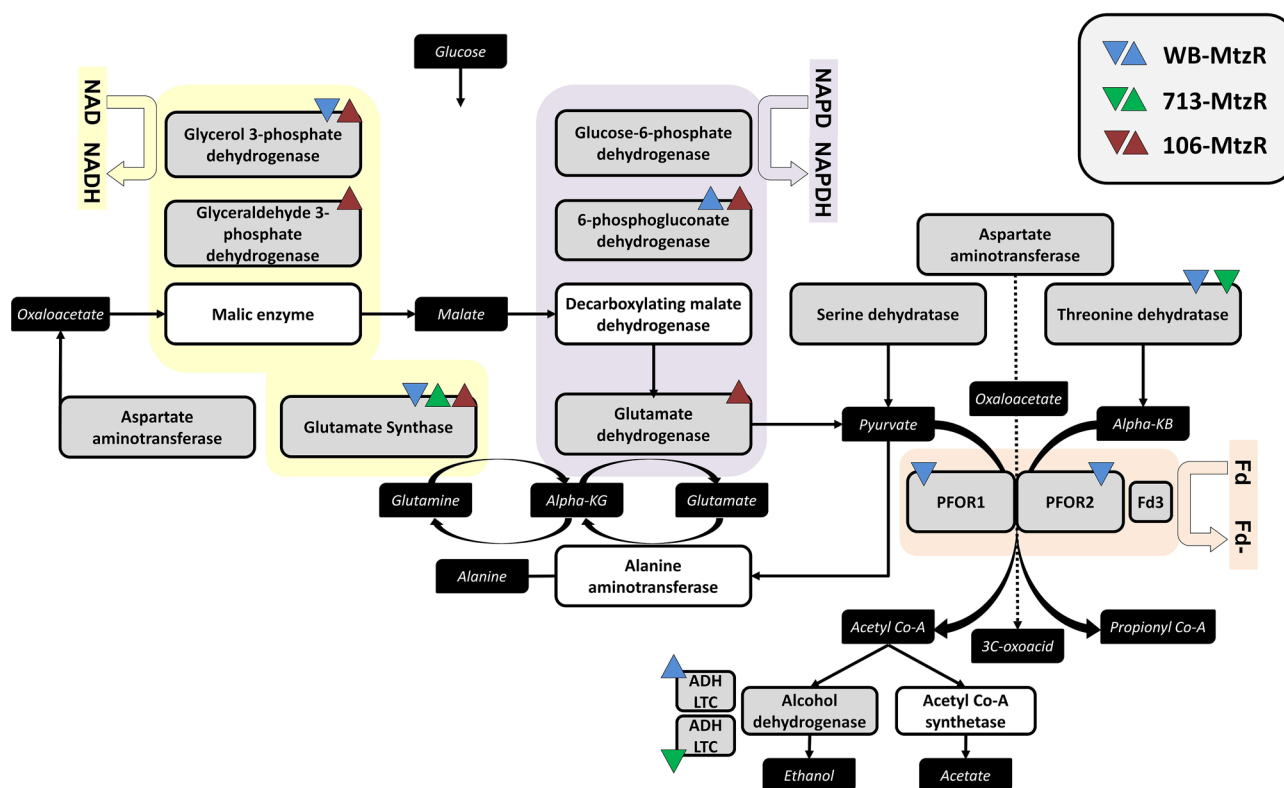 Glucose
WB-MtzR
713-MtzR
106-MtzR
NAD
NADH
Glycerol 3-phosphate
dehydrogenase
Glucose-6-phosphate
dehydrogenase
NAPD
NAPDH
Glyceraldehyde 3-
phosphate
dehydrogenase
6-phosphogluconate
dehydrogenase
Aspartate
aminotransferase
Oxaloacetate
Malic enzyme
Malate
Decarboxylating malate
dehydrogenase
Serine dehydratase
Threonine dehydratase
Aspartate
aminotransferase
Glutamate Synthase
Glutamate
dehydrogenase
Pyurvate
Oxaloacetate
Alpha-KB
Glutamine
Alpha-KG
Glutamate
PFOR1
PFOR2
Fd3
Fd
Fd-
Alanine
Alanine
aminotransferase
Acetyl Co-A
3C-oxoacid
Propionyl Co-A
ADH
LTC
ADH
LTC
Alcohol
dehydrogenase
Acetyl Co-A
synthetase
Ethanol
Acetate